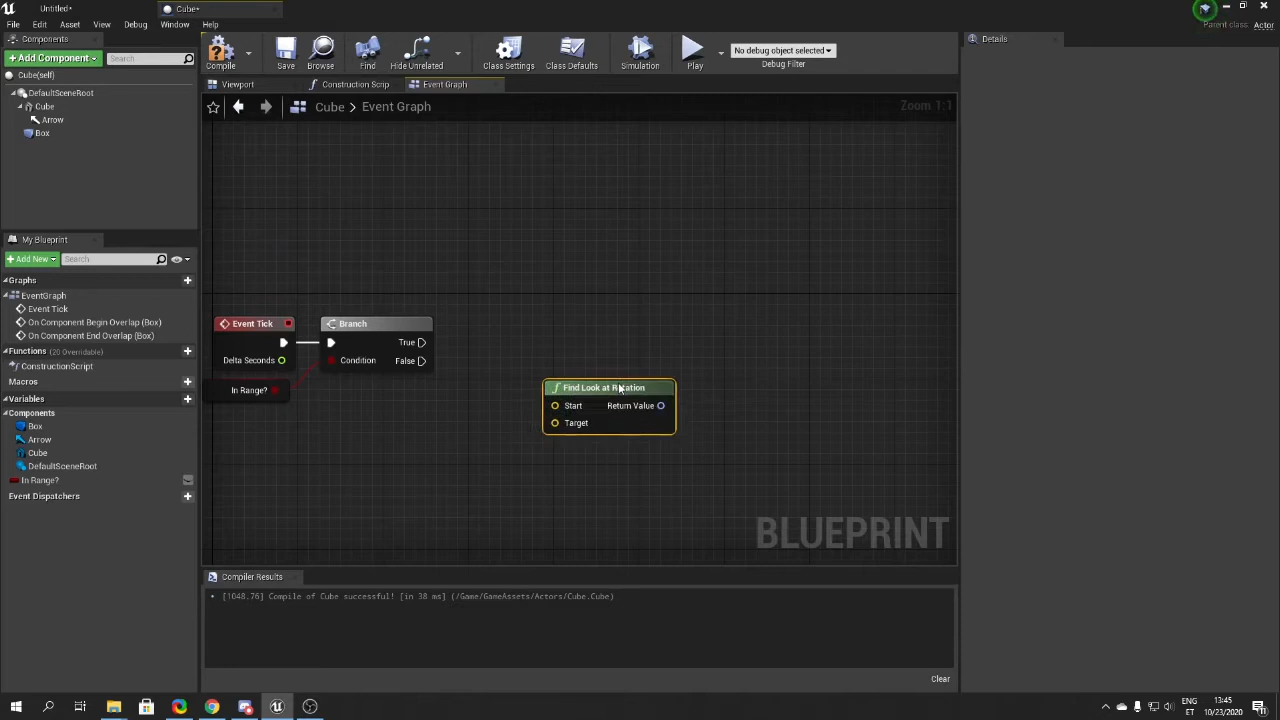 Untitled*
Cube*
Parent class:
Actor
File Edit Asset View Debug Window Help
Components
+ Add Component
Search
Cube(self)
DefaultSceneRoot
Cube
Arrow
Box
Compile
Save
Browse
Find
Hide Unrelated
Class Settings
Class Defaults
Simulation
Play
No debug object selected
Debug Filter
Details
Viewport
Construction Scrip
Event Graph
Cube > Event Graph
Zoom 1:1
My Blueprint
+ Add New
Search
Graphs
EventGraph
Event Tick
On Component Begin Overlap (Box)
On Component End Overlap (Box)
Functions (20 Overridable)
ConstructionScript
Macros
Variables
Components
Box
Arrow
Cube
DefaultSceneRoot
In Range?
Event Dispatchers
Event Tick
Delta Seconds
In Range?
Branch
True
Condition
False
Find Look at Rotation
Start
Return Value
Target
BLUEPRINT
Compiler Results
[1048.76] Compile of Cube successful! [in 38 ms] (/Game/GameAssets/Actors/Cube.Cube)
Clear
ENG
ET
13:45
10/23/2020